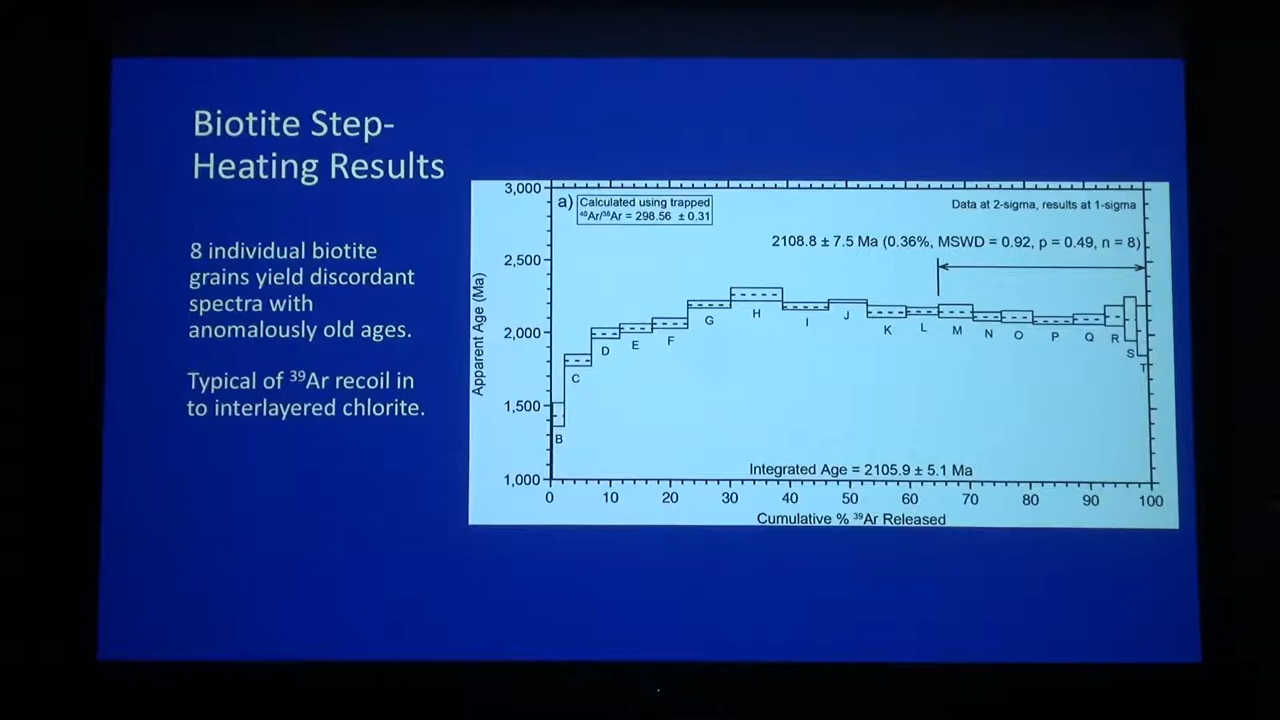 Biotite Step-
Heating Results
8 individual biotite
grains yield discordant
spectra with
anomalously old ages.
Typical of ³⁹Ar recoil in
to interlayered chlorite.
a)
Calculated using trapped
⁴⁰Ar/³⁶Ar = 298.56 ± 0.31
Data at 2-sigma, results at 1-sigma
2108.8 ± 7.5 Ma (0.36%, MSWD = 0.92, p = 0.49, n = 8)
Apparent Age (Ma)
3,000
2,500
2,000
1,500
1,000
B
C
D
E
F
G
H
I
J
K
L
M
N
O
P
Q
R
S
T
Integrated Age = 2105.9 ± 5.1 Ma
0 10 20 30 40 50 60 70 80 90 100
Cumulative % ³⁹Ar Released